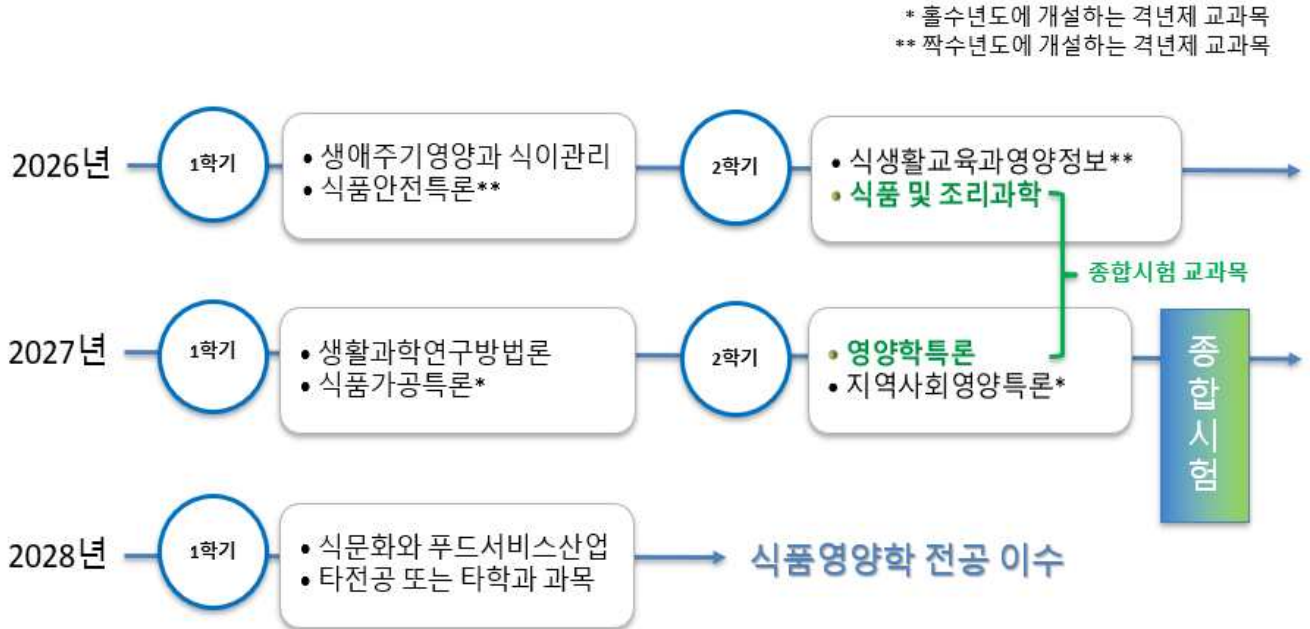 * 홀수년도에 개설하는 격년제 교과목
** 짝수년도에 개설하는 격년제 교과목
2026년
1학기
• 생애주기영양과 식이관리
• 식품안전특론**
2학기
• 식생활교육과영양정보**
• 식품 및 조리과학
종합시험 교과목
2027년
1학기
• 생활과학연구방법론
• 식품가공특론*
2학기
• 영양학특론
• 지역사회영양특론*
종합시험
2028년
1학기
• 식문화와 푸드서비스산업
• 타전공 또는 타학과 과목
식품영양학 전공 이수